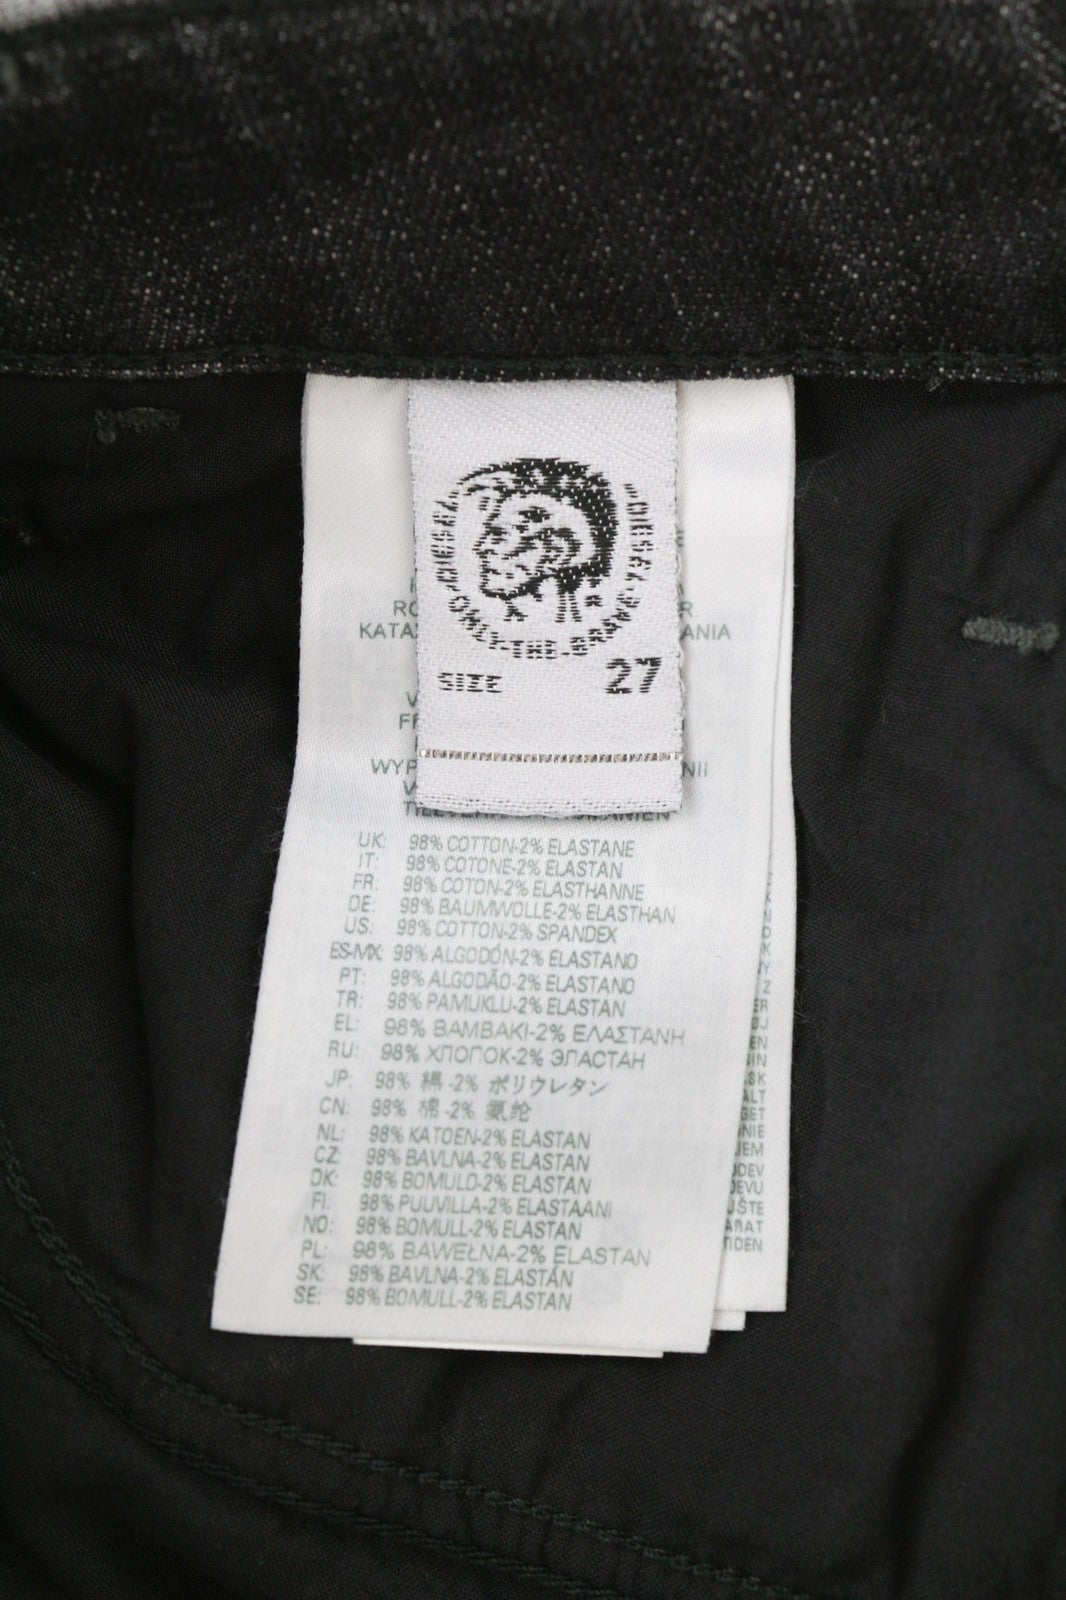 DIESEL ONLY THE BRAVE DIESEL
SIZE 27
ANIA
WYP NII
UK: 98% COTTON-2% ELASTANE
IT: 98% COTONE-2% ELASTAN
FR: 98% COTON-2% ELASTHANNE
DE: 98% BAUMWOLLE-2% ELASTHAN
US: 98% COTTON-2% SPANDEX
ES-MX: 98% ALGODÓN-2% ELASTANO
PT: 98% ALGODÃO-2% ELASTANO
TR: 98% PAMUKLU-2% ELASTAN
EL: 98% ΒΑΜΒΑΚΙ-2% ΕΛΑΣΤΑΝΗ
RU: 98% ХЛОПОК-2% ЭЛАСТАН
JP: 98% 綿 -2% ポリウレタン
CN: 98% 棉 -2% 氨纶
NL: 98% KATOEN-2% ELASTAN
CZ: 98% BAVLNA-2% ELASTAN
DK: 98% BOMULD-2% ELASTAN
FI: 98% PUUVILLA-2% ELASTAANI
NO: 98% BOMULL-2% ELASTAN
PL: 98% BAWEŁNA-2% ELASTAN
SK: 98% BAVLNA-2% ELASTÁN
SE: 98% BOMULL-2% ELASTAN